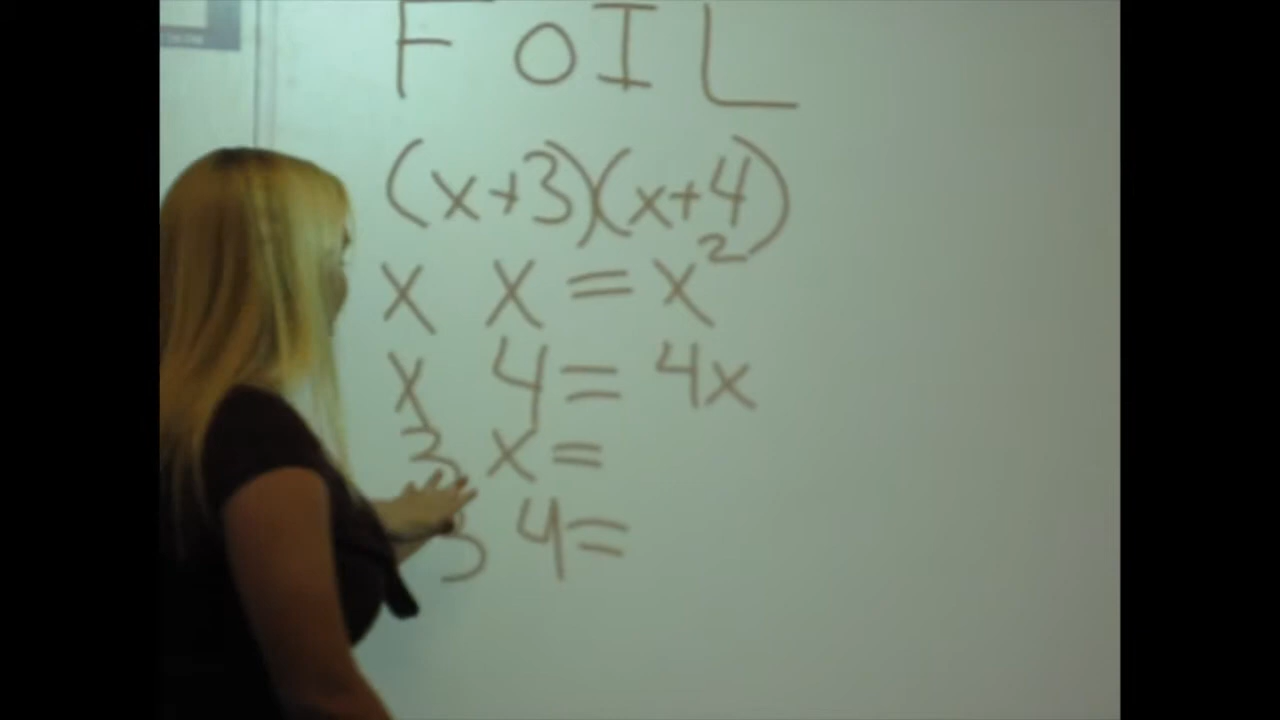 FOIL
(x+3)(x+4)
x x = x²
x 4 = 4x
3 x =
3 4 =